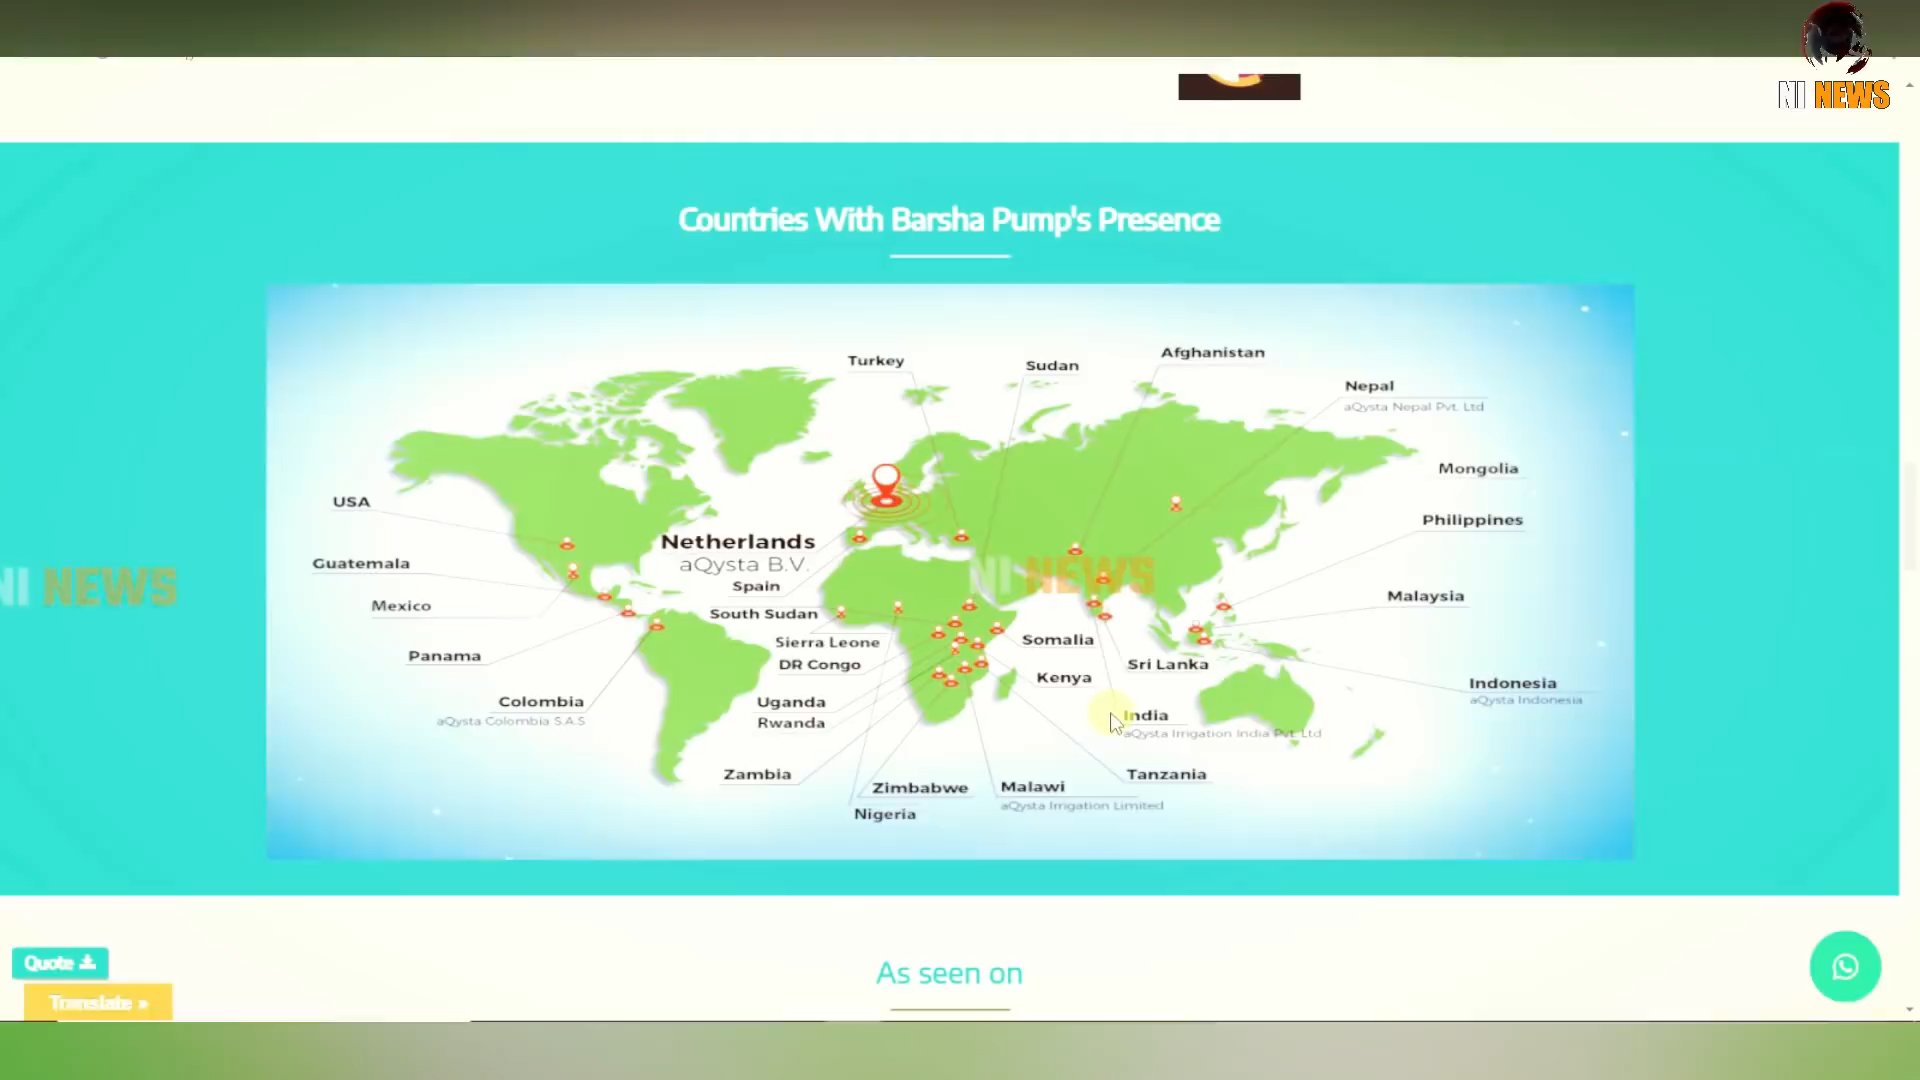 NI NEWS
Countries With Barsha Pump's Presence
Turkey
Sudan
Afghanistan
Nepal
aQysta Nepal Pvt. Ltd
Mongolia
USA
Philippines
Netherlands
aQysta B.V.
Guatemala
NI NEWS
NI NEWS
Spain
Malaysia
Mexico
South Sudan
Sierra Leone
Somalia
Panama
DR Congo
Sri Lanka
Kenya
Indonesia
aQysta Indonesia
Colombia
aQysta Colombia S.A.S
Uganda
Rwanda
India
aQysta Irrigation India Pvt. Ltd
Zambia
Tanzania
Zimbabwe
Malawi
aQysta Irrigation Limited
Nigeria
Quote
As seen on
Translate »